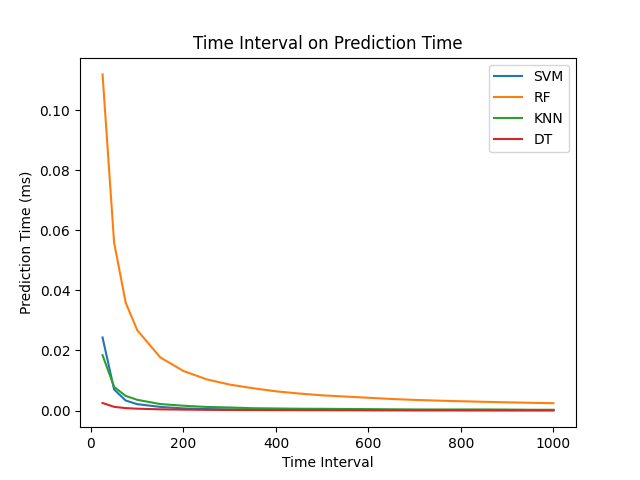 Time Interval on Prediction Time
SVM
RF
KNN
DT
0.10
0.08
0.06
0.04
0.02
0.00
Prediction Time (ms)
0
200
400
600
800
1000
Time Interval